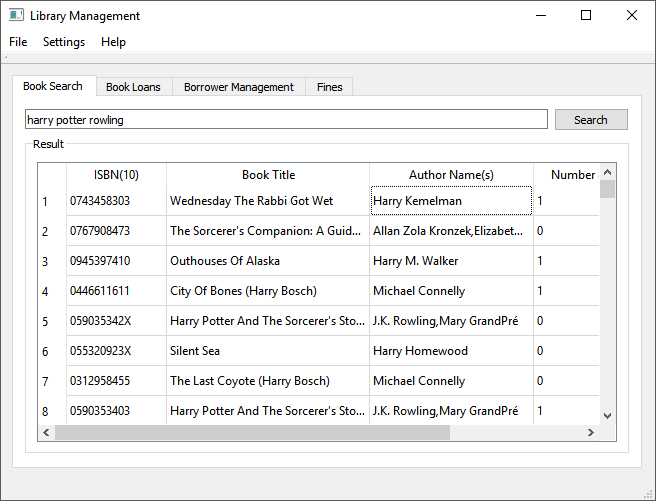 Library Management
File Settings Help
Book Search Book Loans Borrower Management Fines
harry potter rowling Search
Result
ISBN(10) Book Title Author Name(s) Number
1 0743458303 Wednesday The Rabbi Got Wet Harry Kemelman 1
2 0767908473 The Sorcerer's Companion: A Guid... Allan Zola Kronzek,Elizabet... 0
3 0945397410 Outhouses Of Alaska Harry M. Walker 1
4 0446611611 City Of Bones (Harry Bosch) Michael Connelly 1
5 059035342X Harry Potter And The Sorcerer's Sto... J.K. Rowling,Mary GrandPré 0
6 055320923X Silent Sea Harry Homewood 0
7 0312958455 The Last Coyote (Harry Bosch) Michael Connelly 0
8 0590353403 Harry Potter And The Sorcerer's Sto... J.K. Rowling,Mary GrandPré 1